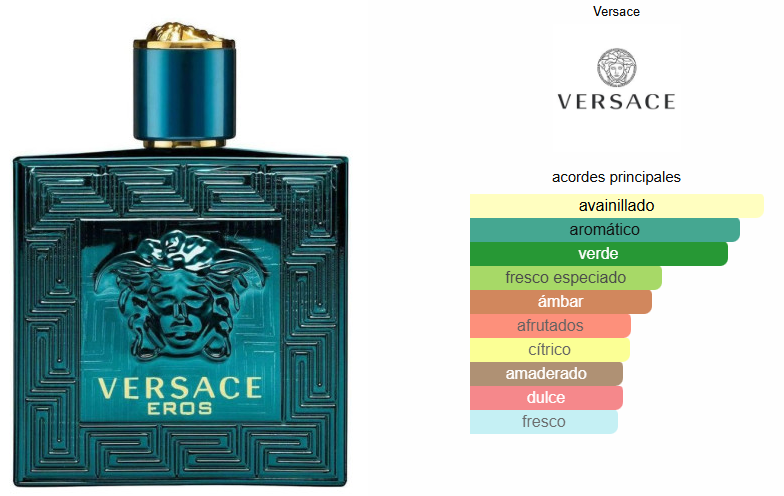 VERSACE
EROS
Versace
VERSACE
acordes principales
avainillado
aromático
verde
fresco especiado
ámbar
afrutados
cítrico
amaderado
dulce
fresco